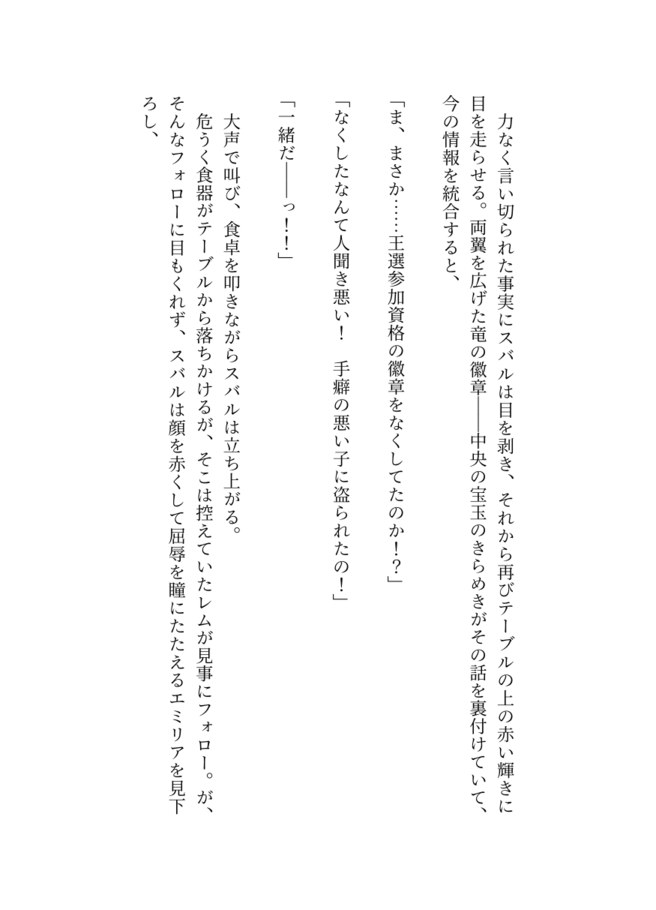 力なく言い切られた事実にスバルは目を剥き、それから再びテーブルの上の赤い輝きに
目を走らせる。両翼を広げた竜の徽章――中央の宝玉のきらめきがその話を裏付けていて、
今の情報を統合すると、
「ま、まさか……王選参加資格の徽章をなくしてたのか！？」
「なくしたなんて人聞き悪い！　手癖の悪い子に盗られたの！」
「一緒だ――っ！！」
大声で叫び、食卓を叩きながらスバルは立ち上がる。
危うく食器がテーブルから落ちかけるが、そこは控えていたレムが見事にフォロー。が、
そんなフォローに目もくれず、スバルは顔を赤くして屈辱を瞳にたたえるエミリアを見下
ろし、